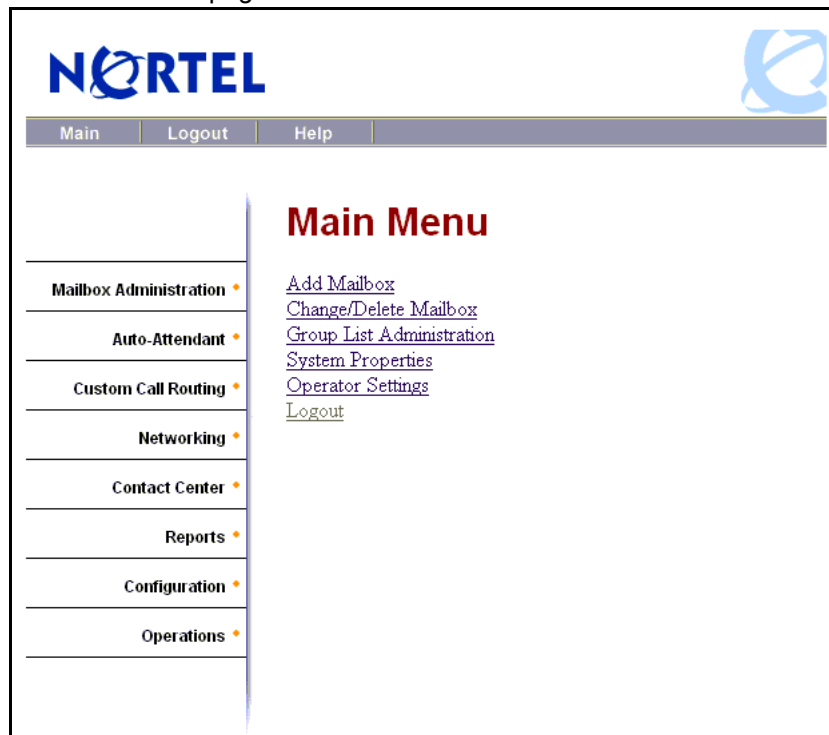 NORTEL
Main Logout Help
Main Menu
Add Mailbox
Change/Delete Mailbox
Group List Administration
System Properties
Operator Settings
Logout
Mailbox Administration
Auto-Attendant
Custom Call Routing
Networking
Contact Center
Reports
Configuration
Operations